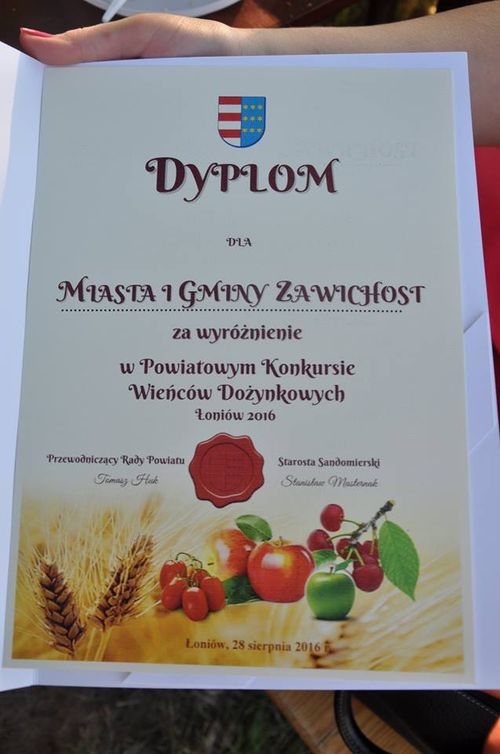 DYPLOM
DLA
MIASTA I GMINY ZAWICHOST
za wyróżnienie
w Powiatowym Konkursie
Wieńców Dożynkowych
Łoniów 2016
Przewodniczący Rady Powiatu
Tomasz Huk
Starosta Sandomierski
Stanisław Masternak
Łoniów, 28 sierpnia 2016 r.